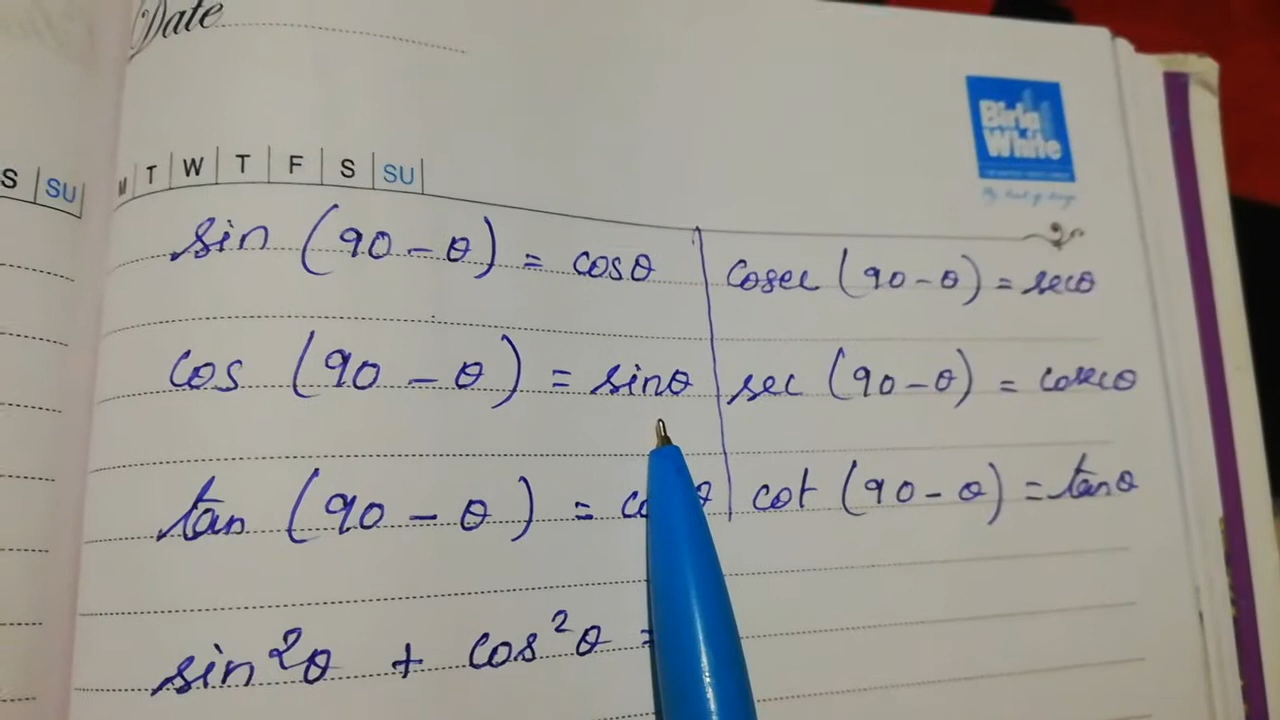 Date
S SU M T W T F S SU
Birla
White
sin (90 - θ) = cosθ
cosec (90 - θ) = secθ
cos (90 - θ) = sinθ
sec (90 - θ) = cosecθ
tan (90 - θ) = θ
cot (90 - θ) = tanθ
sin²θ + cos²θ =